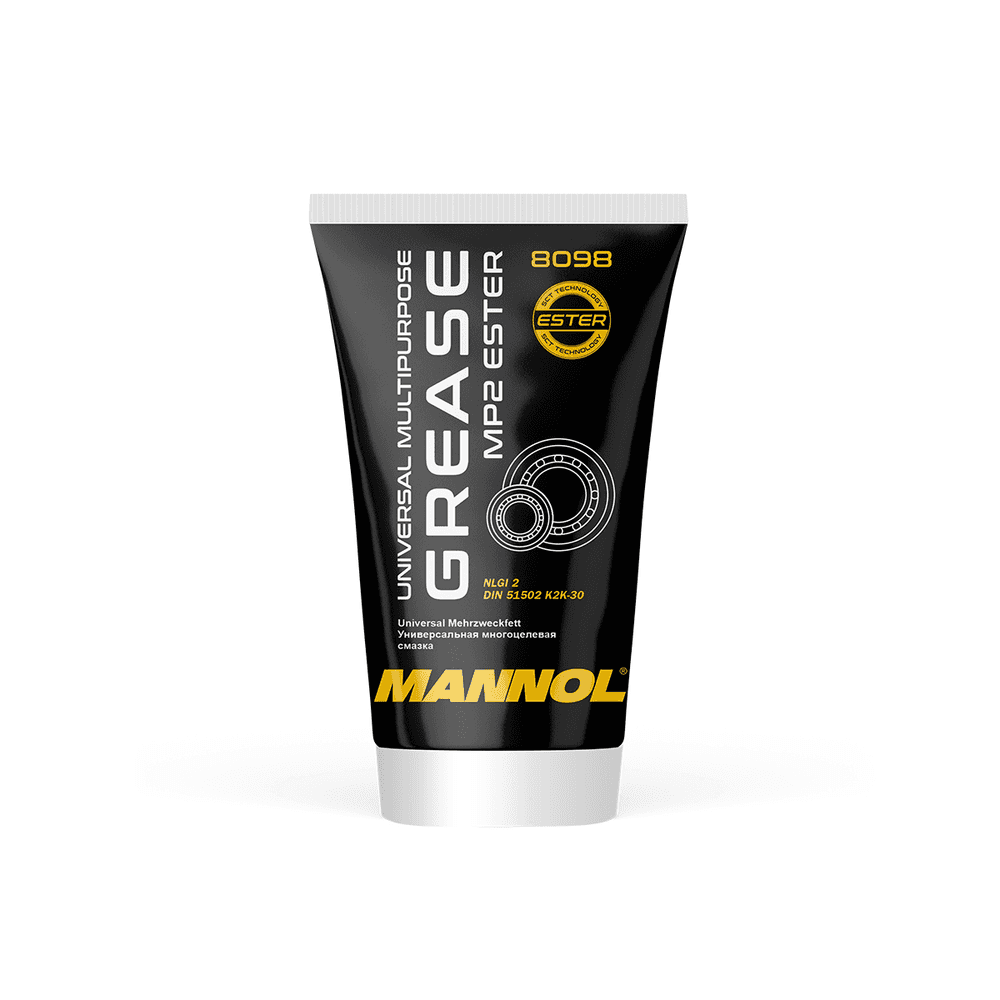 UNIVERSAL MULTIPURPOSE
GREASE
MP2 ESTER
8098
SCT TECHNOLOGY
ESTER
SCT TECHNOLOGY
NLGI 2
DIN 51502 K2K-30
Universal Mehrzweckfett
Универсальная многоцелевая
смазка
MANNOL®